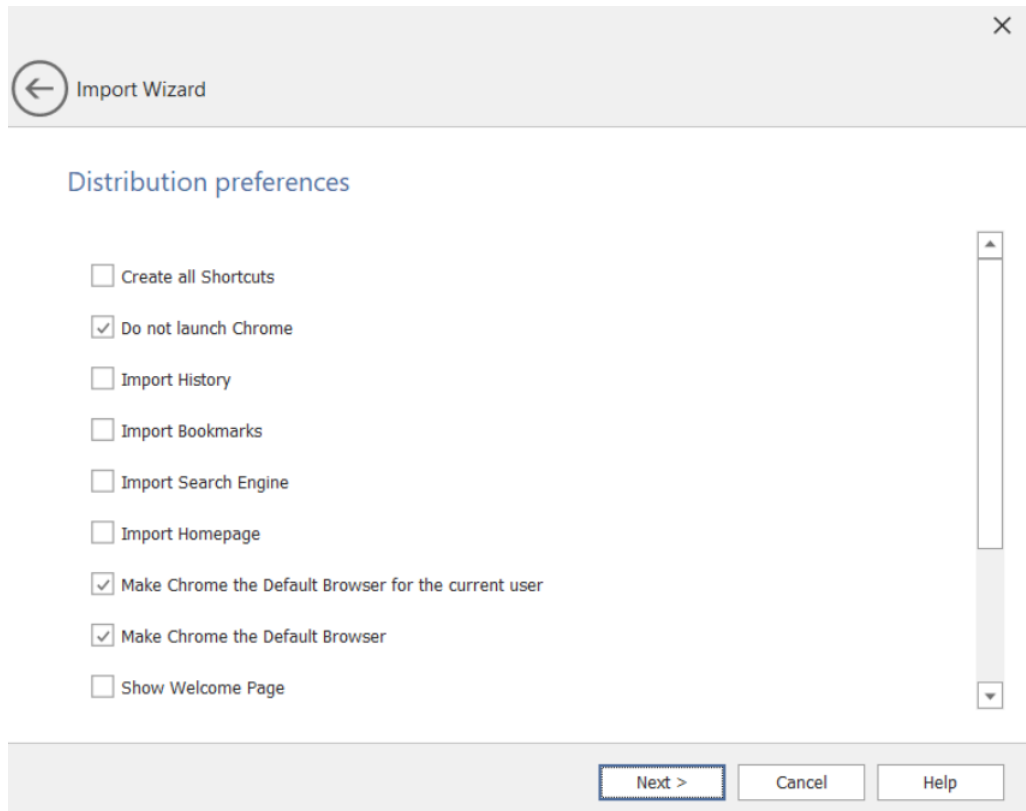 Import Wizard
Distribution preferences
Create all Shortcuts
Do not launch Chrome
Import History
Import Bookmarks
Import Search Engine
Import Homepage
Make Chrome the Default Browser for the current user
Make Chrome the Default Browser
Show Welcome Page
Next > Cancel Help